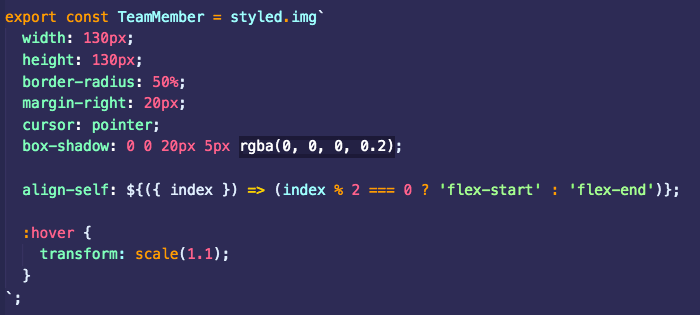 export const TeamMember = styled.img`
  width: 130px;
  height: 130px;
  border-radius: 50%;
  margin-right: 20px;
  cursor: pointer;
  box-shadow: 0 0 20px 5px rgba(0, 0, 0, 0.2);
  align-self: ${({ index }) => (index % 2 === 0 ? 'flex-start' : 'flex-end')};
  :hover {
    transform: scale(1.1);
  }
`;